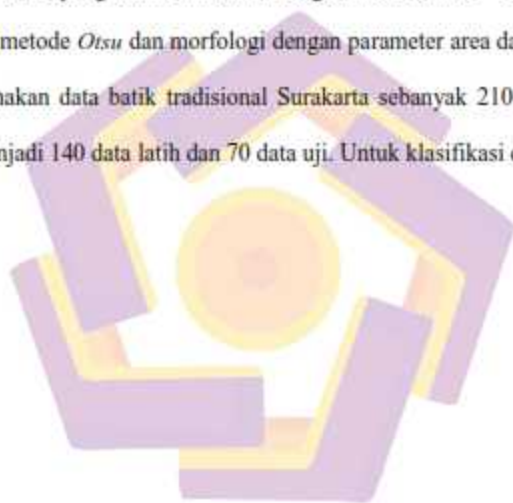 metode Otsu dan morfologi dengan parameter area da
akan data batik tradisional Surakarta sebanyak 210
njadi 140 data latih dan 70 data uji. Untuk klasifikasi